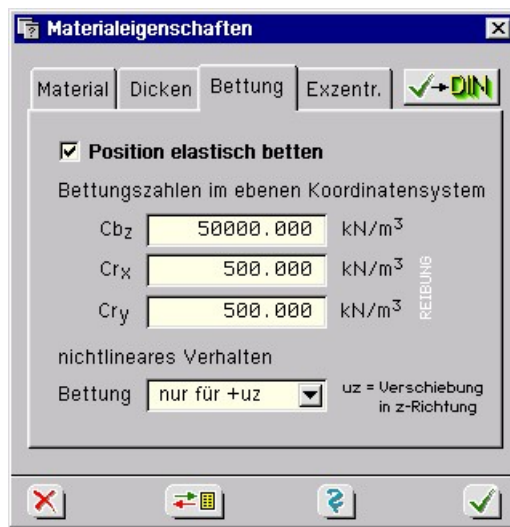 Materialeigenschaften
Material Dicken Bettung Exzentr. DIN
Position elastisch betten
Bettungszahlen im ebenen Koordinatensystem
Cbz 50000.000 kN/m³
Crx 500.000 kN/m³
Cry 500.000 kN/m³
REIBUNG
nichtlineares Verhalten
Bettung nur für +uz uz = Verschiebung
in z-Richtung